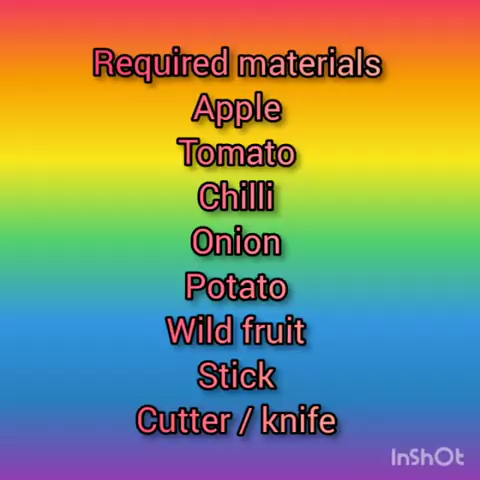 Required materials
Apple
Tomato
Chilli
Onion
Potato
Wild fruit
Stick
Cutter / knife
InShOt